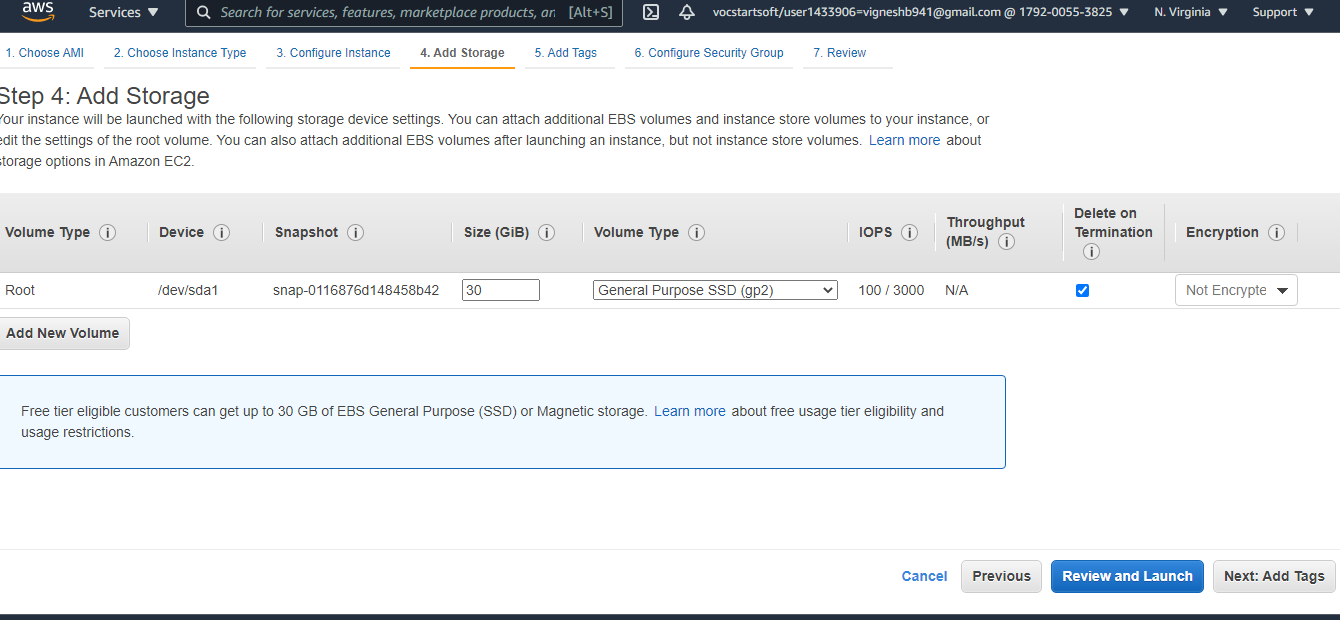 aws
Services
Search for services, features, marketplace products, an [Alt+S]
vocstartsoft/user1433906=vigneshb941@gmail.com @ 1792-0055-3825
N. Virginia
Support
1. Choose AMI
2. Choose Instance Type
3. Configure Instance
4. Add Storage
5. Add Tags
6. Configure Security Group
7. Review
Step 4: Add Storage
Your instance will be launched with the following storage device settings. You can attach additional EBS volumes and instance store volumes to your instance, or
edit the settings of the root volume. You can also attach additional EBS volumes after launching an instance, but not instance store volumes. Learn more about
storage options in Amazon EC2.
Volume Type
Device
Snapshot
Size (GiB)
Volume Type
IOPS
Throughput
(MB/s)
Delete on
Termination
Encryption
Root
/dev/sda1
snap-0116876d148458b42
30
General Purpose SSD (gp2)
100 / 3000
N/A
Not Encrypte
Add New Volume
Free tier eligible customers can get up to 30 GB of EBS General Purpose (SSD) or Magnetic storage. Learn more about free usage tier eligibility and
usage restrictions.
Cancel
Previous
Review and Launch
Next: Add Tags